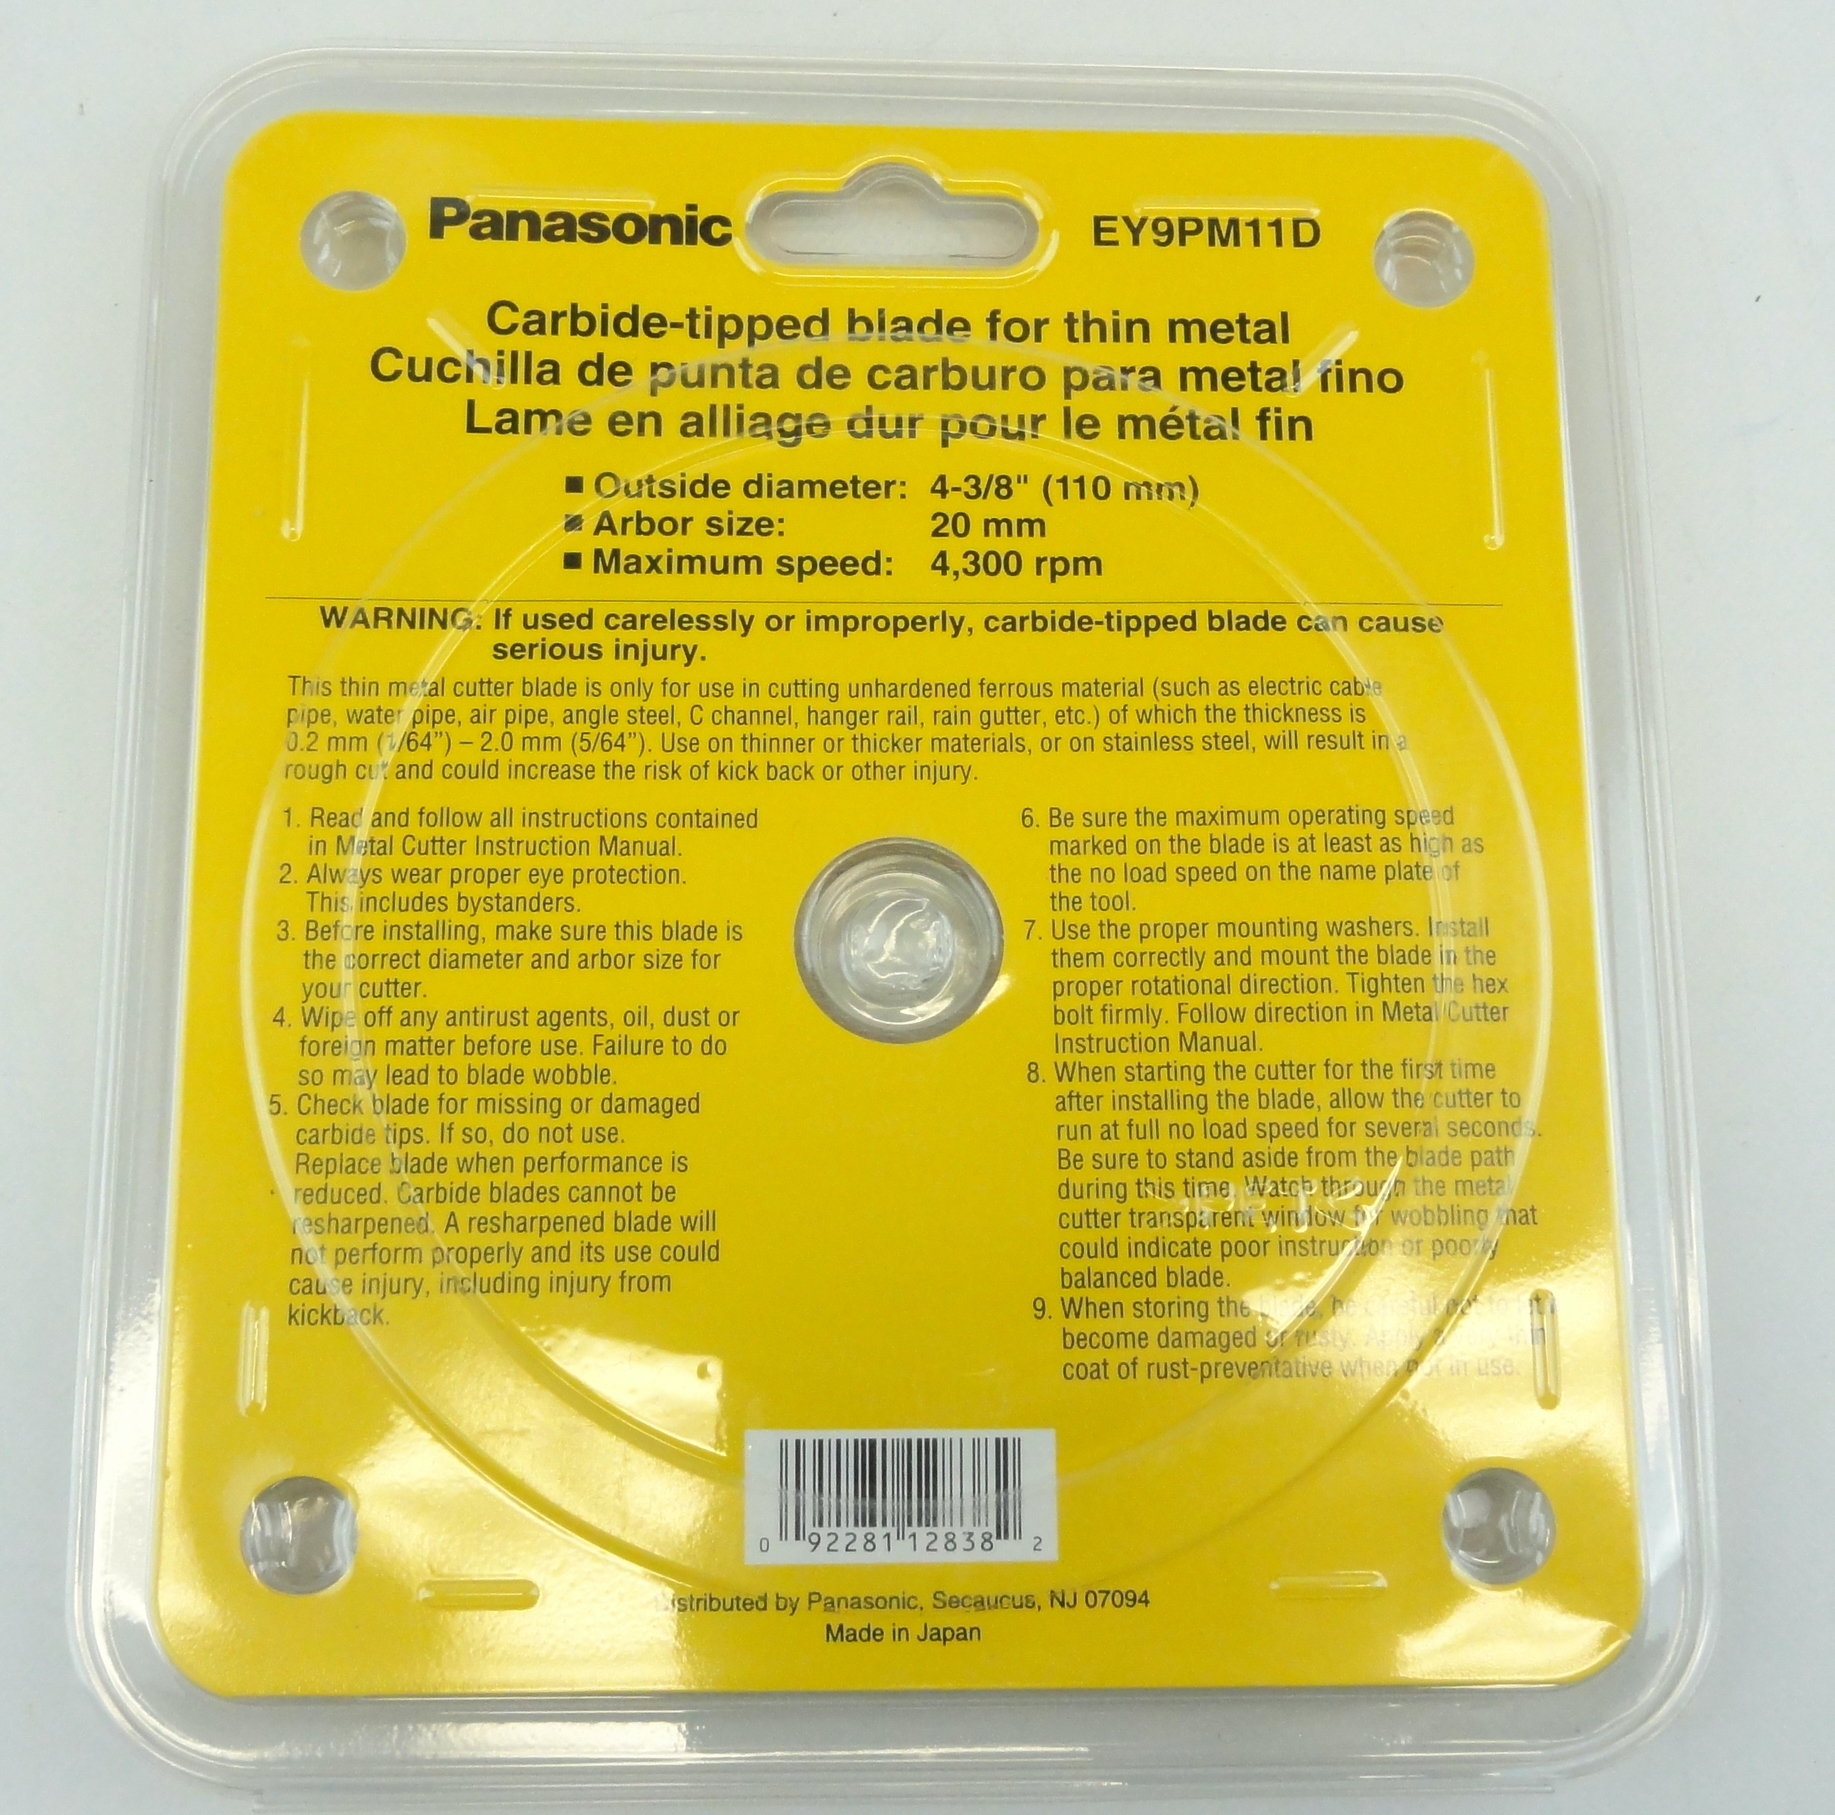 Panasonic
EY9PM11D
Carbide-tipped blade for thin metal
Cuchilla de punta de carburo para metal fino
Lame en alliage dur pour le métal fin
■ Outside diameter: 4-3/8" (110 mm)
■ Arbor size: 20 mm
■ Maximum speed: 4,300 rpm
WARNING: If used carelessly or improperly, carbide-tipped blade can cause
serious injury.
This thin metal cutter blade is only for use in cutting unhardened ferrous material (such as electric cable
pipe, water pipe, air pipe, angle steel, C channel, hanger rail, rain gutter, etc.) of which the thickness is
0.2 mm (1/64”) – 2.0 mm (5/64”). Use on thinner or thicker materials, or on stainless steel, will result in a
rough cut and could increase the risk of kick back or other injury.
1. Read and follow all instructions contained
in Metal Cutter Instruction Manual.
2. Always wear proper eye protection.
This includes bystanders.
3. Before installing, make sure this blade is
the correct diameter and arbor size for
your cutter.
4. Wipe off any antirust agents, oil, dust or
foreign matter before use. Failure to do
so may lead to blade wobble.
5. Check blade for missing or damaged
carbide tips. If so, do not use.
Replace blade when performance is
reduced. Carbide blades cannot be
resharpened. A resharpened blade will
not perform properly and its use could
cause injury, including injury from
kickback.
6. Be sure the maximum operating speed
marked on the blade is at least as high as
the no load speed on the name plate of
the tool.
7. Use the proper mounting washers. Install
them correctly and mount the blade in the
proper rotational direction. Tighten the hex
bolt firmly. Follow direction in Metal Cutter
Instruction Manual.
8. When starting the cutter for the first time
after installing the blade, allow the cutter to
run at full no load speed for several seconds.
Be sure to stand aside from the blade path
during this time. Watch through the metal
cutter transparent window for wobbling that
could indicate poor instruction or poorly
balanced blade.
9. When storing the blade, be careful not to let
become damaged or rusty. Apply a
coat of rust-preventative when not in use.
0 92281 12838 2
Distributed by Panasonic, Secaucus, NJ 07094
Made in Japan